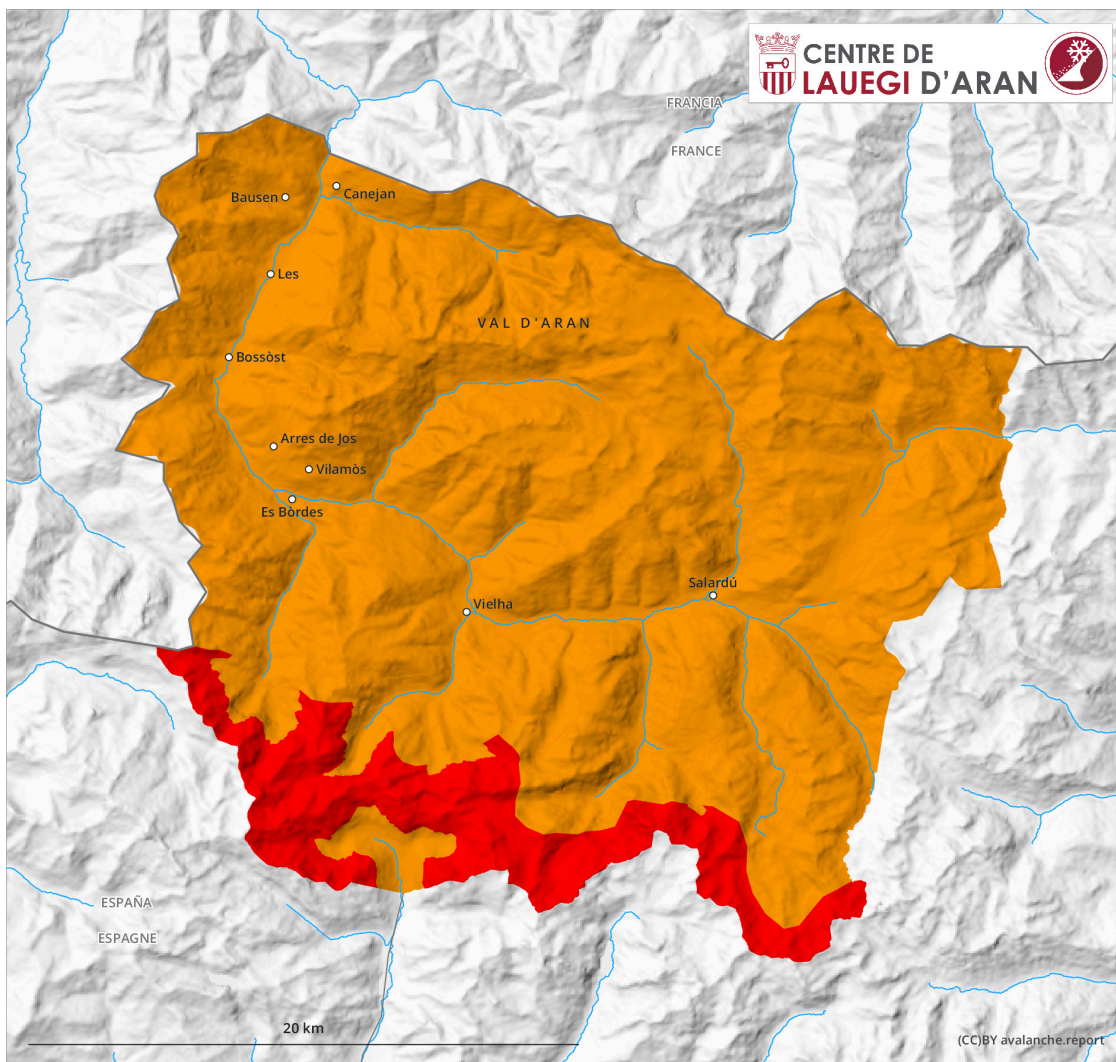 CENTRE DE
LAUEGI D'ARAN
FRANCIA
FRANCE
Bausen
Canejan
Les
VAL D'ARAN
Bossòst
Arres de Jos
Vilamòs
Es Bòrdes
Salardú
Vielha
ESPAÑA
ESPAGNE
20 km
(CC)BY avalanche.report